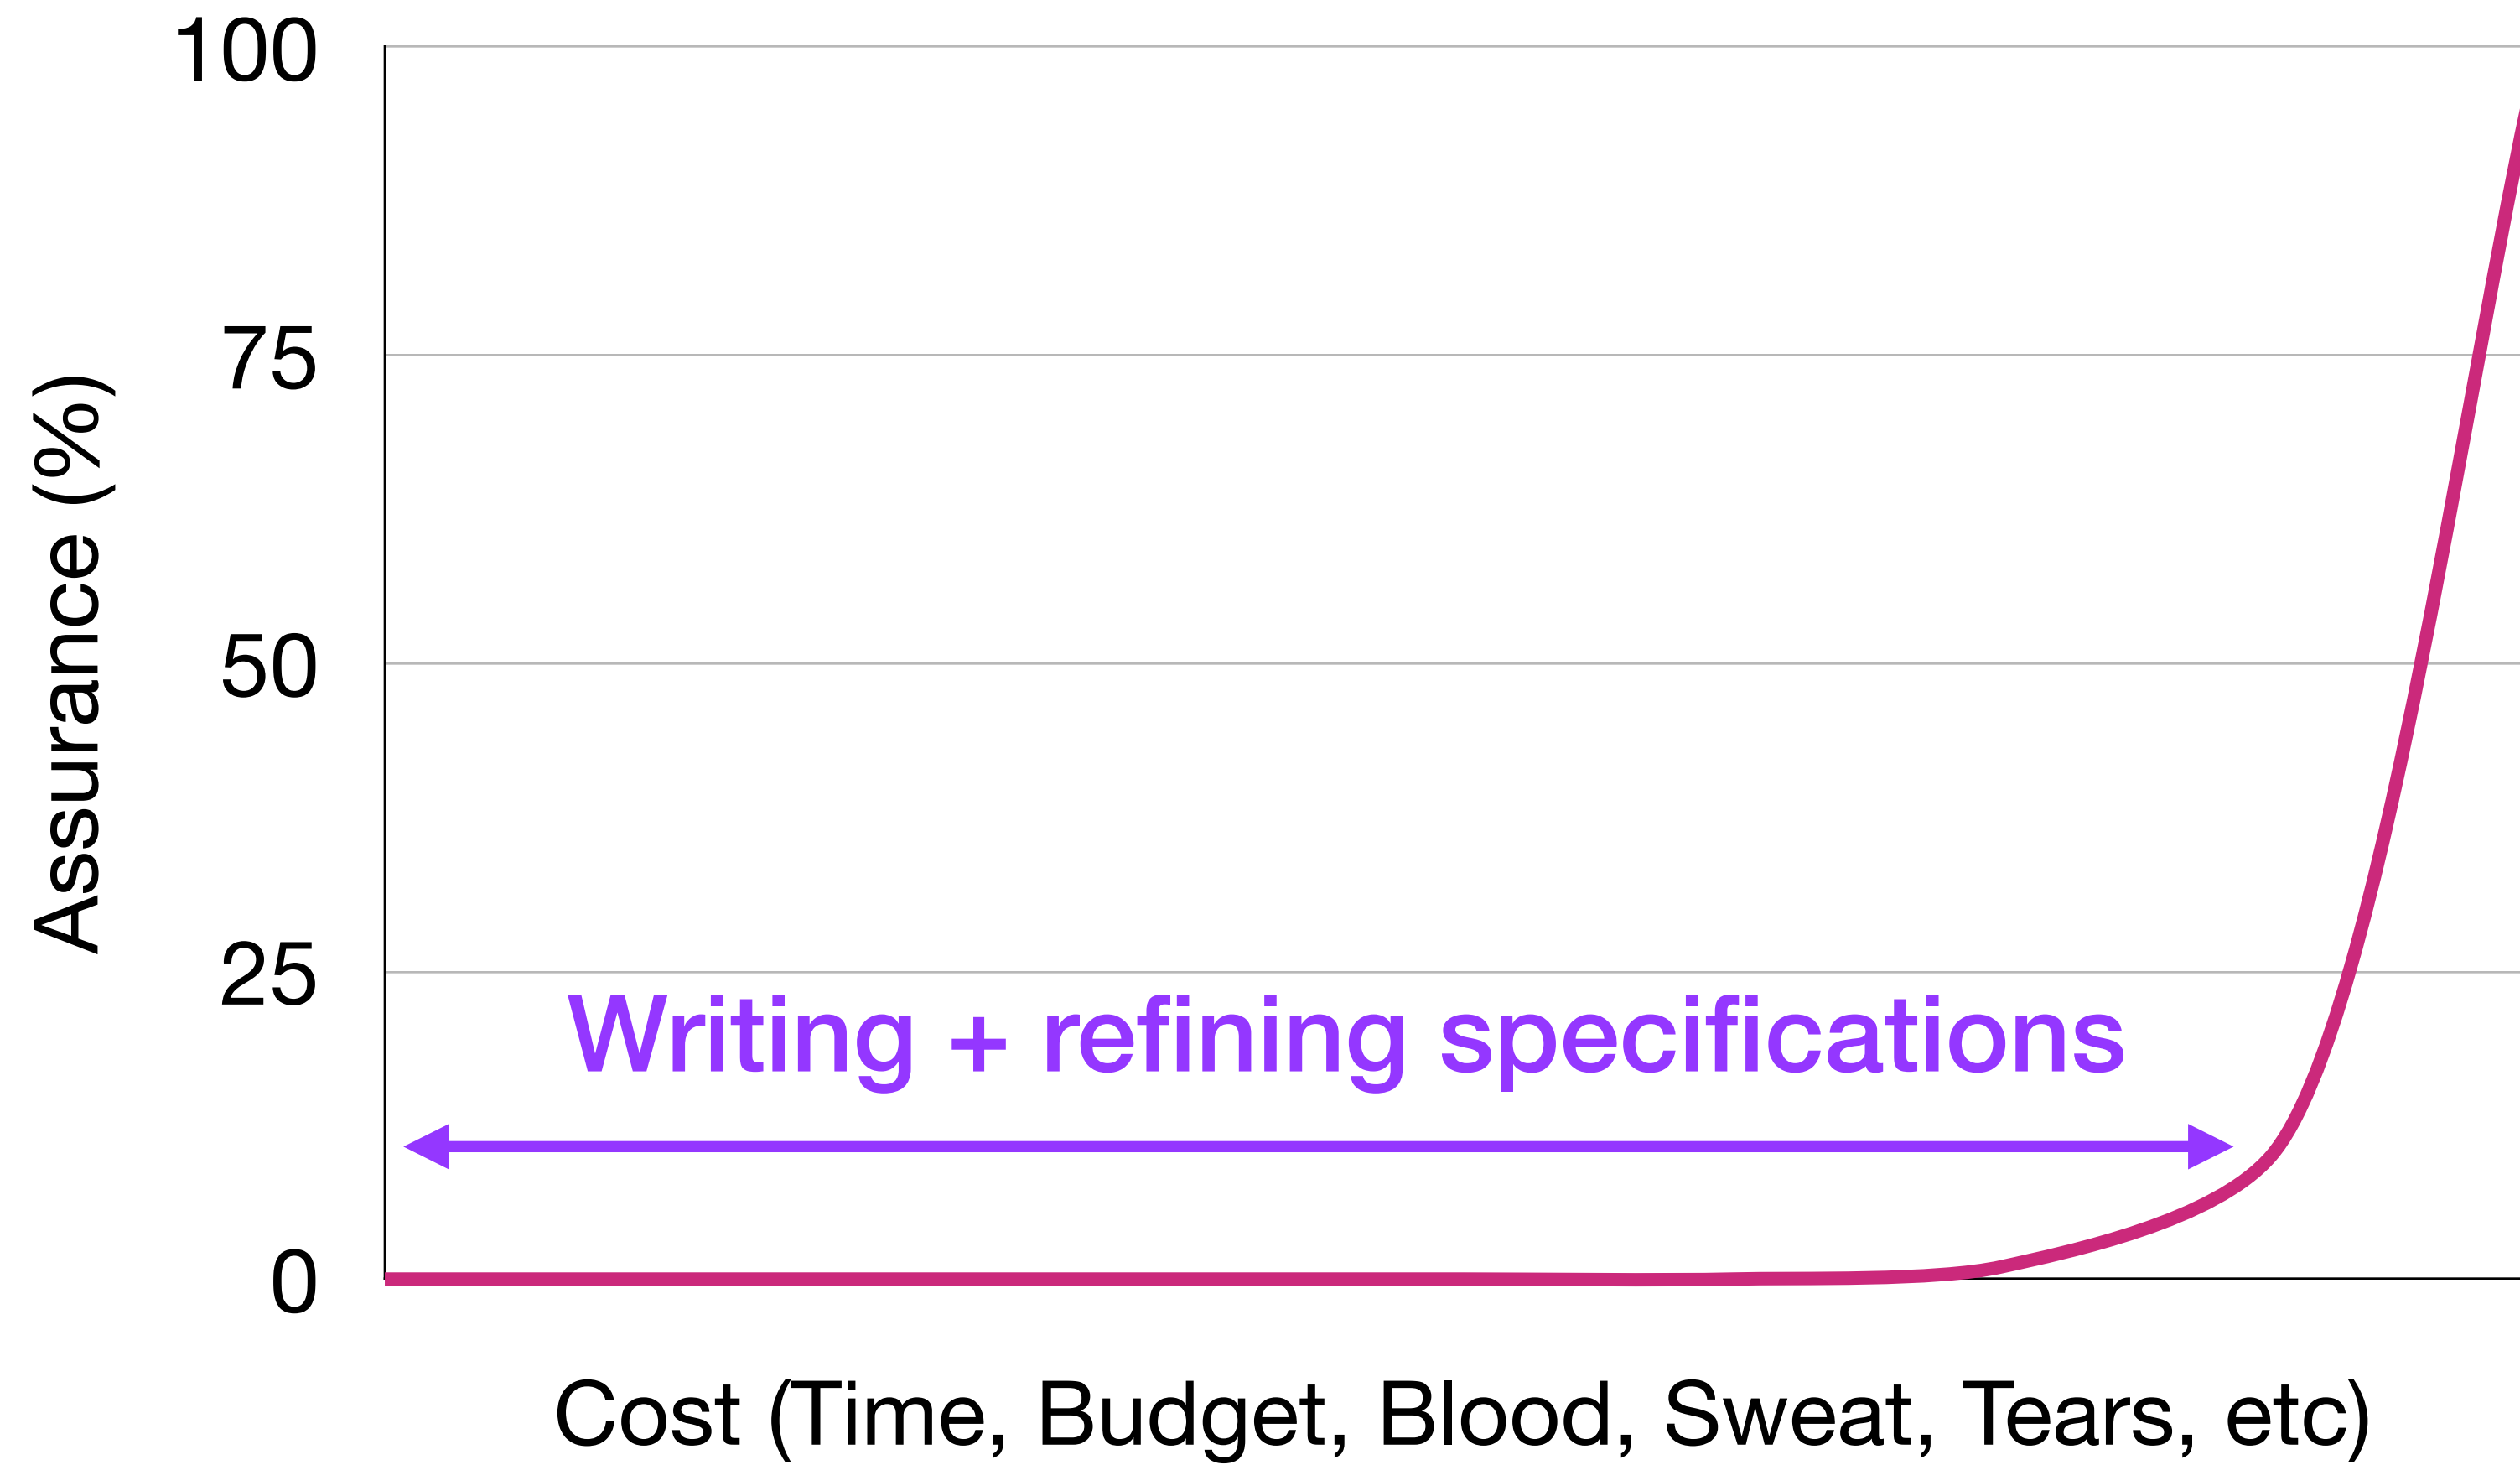 100
75
50
25
0
Assurance (%)
Writing + refining specifications
Cost (Time, Budget, Blood, Sweat, Tears, etc)